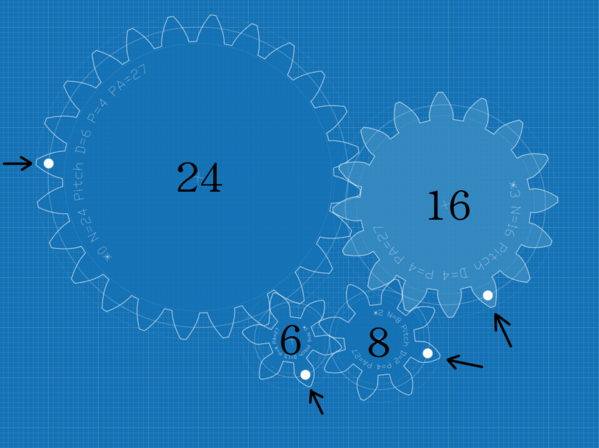 *0 N=24 Pitch D=6 P=4 PA=27
24
*3 N=16 Pitch D=4 P=4 PA=27
16
6
*2 N=8 Pitch D=2 P=4 PA=27
8